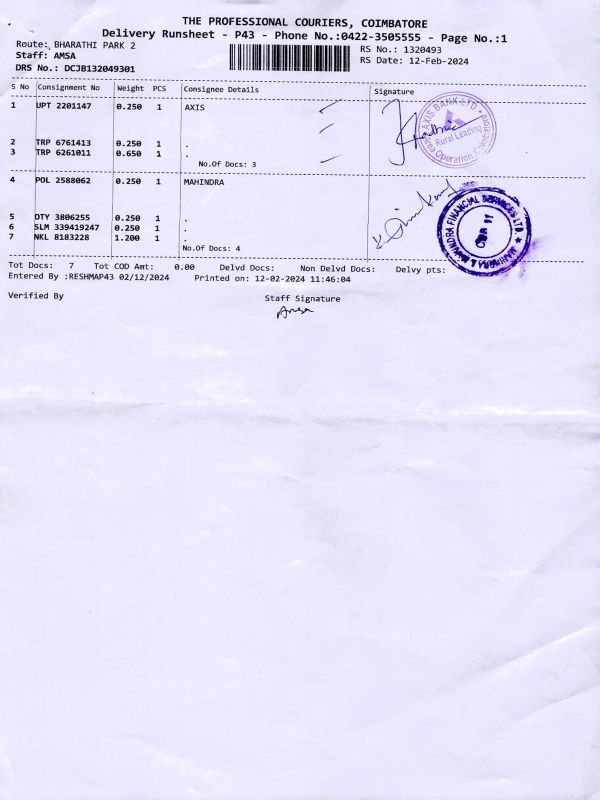 THE PROFESSIONAL COURIERS, COIMBATORE
Delivery Runsheet - P43 - Phone No.:0422-3505555 - Page No.:1
Route: BHARATHI PARK 2
Staff: AMSA
DRS No.: DCJB132049301
RS No.: 1320493
RS Date: 12-Feb-2024
S No Consignment No Weight PCS Consignee Details Signature
1 UPT 2201147 0.250 1 AXIS
AXIS BANK LTD
Rural Lending
Area Operation
2 TRP 6761413 0.250 1 .
3 TRP 6261011 0.650 1 .
No.Of Docs: 3
4 POL 2588062 0.250 1 MAHINDRA
MAHINDRA & MAHINDRA FINANCIAL SERVICES LTD.
5 OTY 3806255 0.250 1 .
6 SLM 339419247 0.250 1 .
7 NKL 8183228 1.200 1 .
No.Of Docs: 4
Tot Docs: 7 Tot COD Amt: 0.00 Delvd Docs: Non Delvd Docs: Delvy pts:
Entered By :RESHMAP43 02/12/2024 Printed on: 12-02-2024 11:46:04
Verified By Staff Signature
Amsa